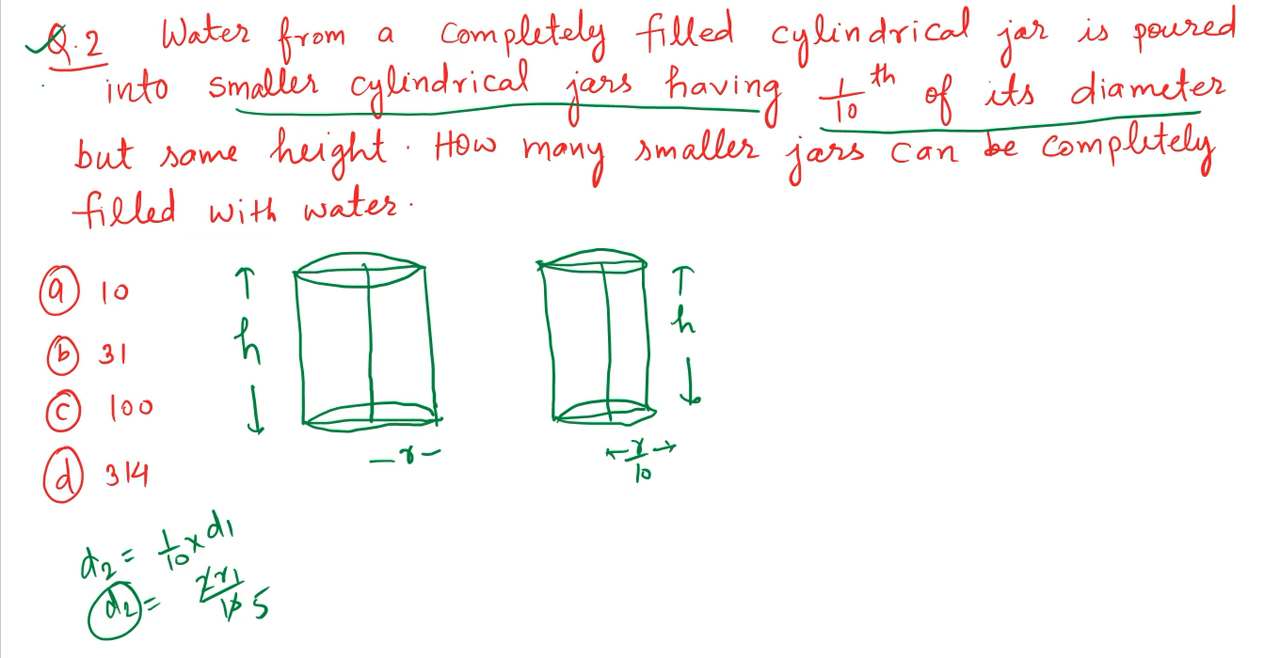 Q.2 Water from a completely filled cylindrical jar is poured
into smaller cylindrical jars having 1/10 th of its diameter
but same height. How many smaller jars can be completely
filled with water.
(a) 10
(b) 31
(c) 100
(d) 314
↑ h ↓
↑ h ↓
– r –
← r/10 →
d2 = 1/10 × d1
d2 = 2r1/10 5